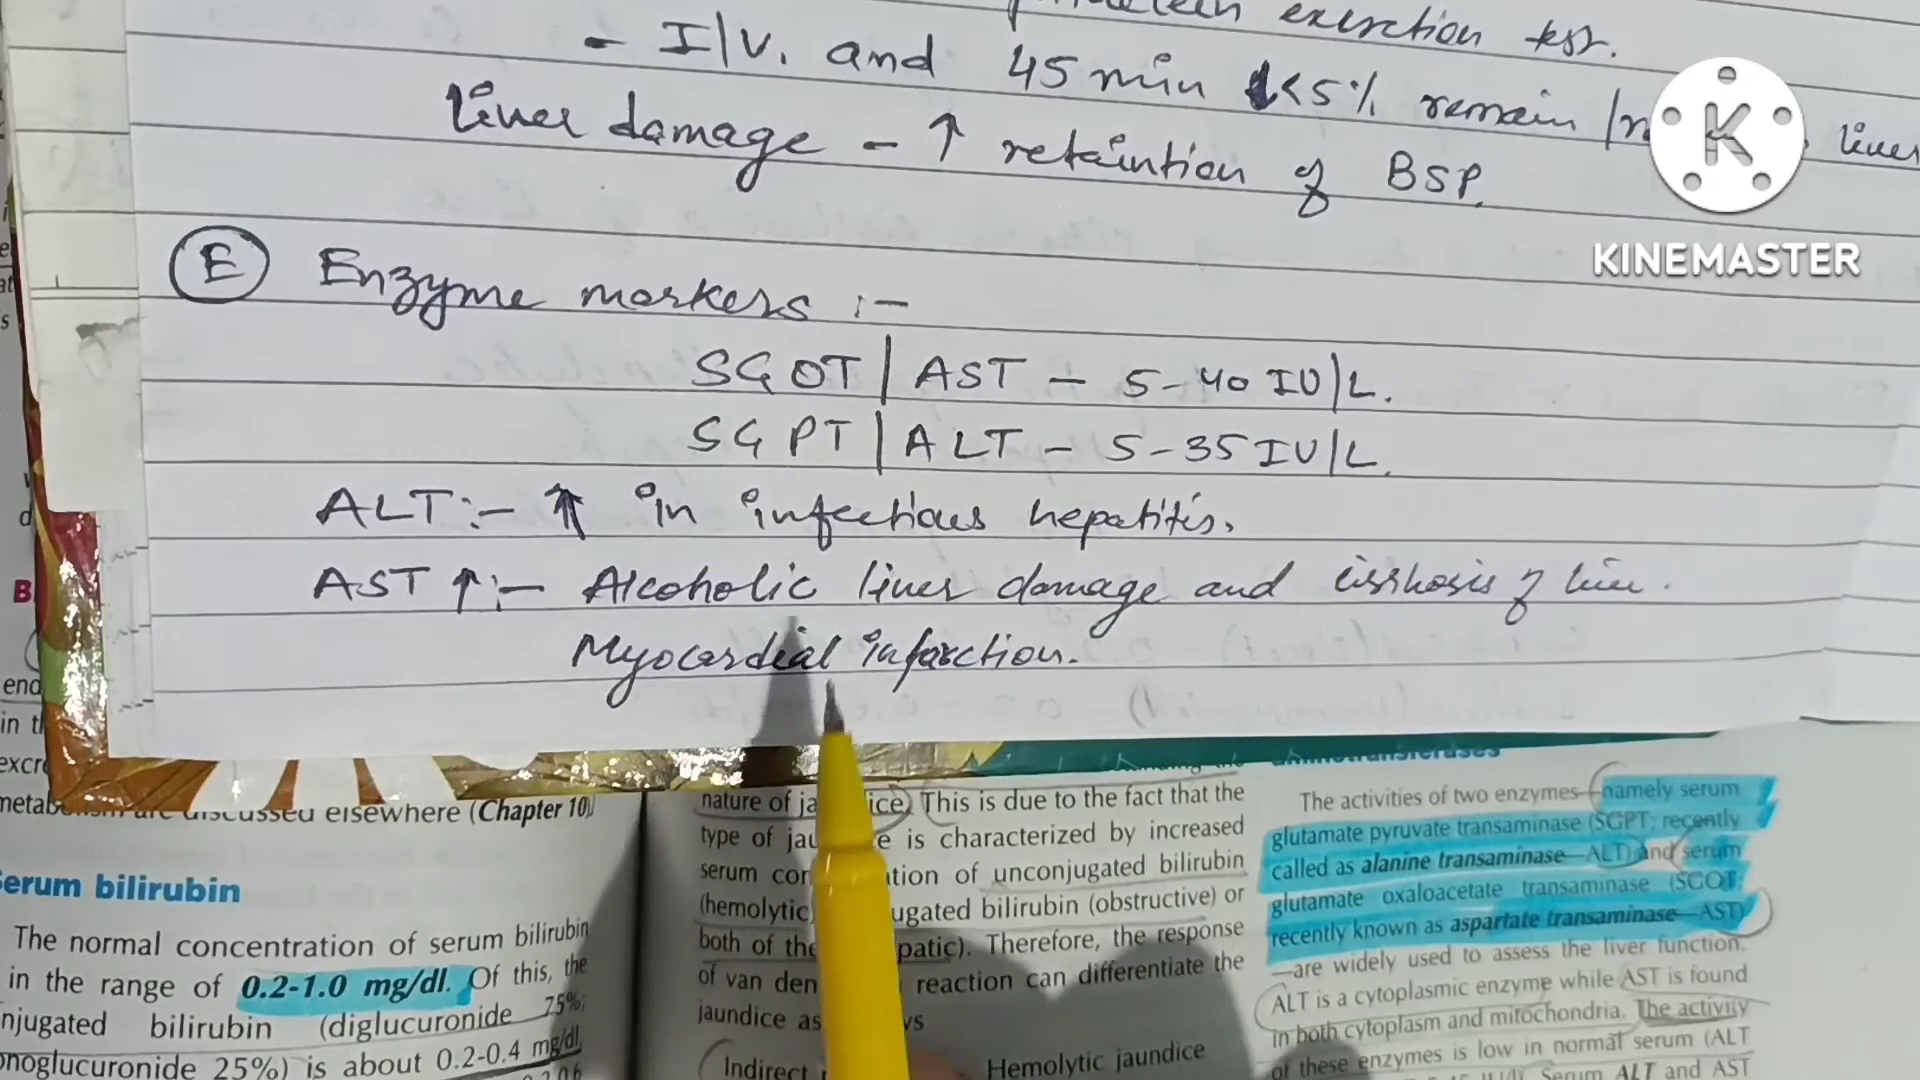 excretion test.
- I/V. and 45 min <5% remain
liver
Liver damage - ↑ retaintion of BSP.
K
KINEMASTER
E Enzyme markers :-
SGOT | AST - 5-40 IU/L.
SGPT | ALT - 5-35 IU/L.
ALT :- ↑ in infectious hepatitis.
AST ↑ :- Alcoholic liver damage and cirrhosis of liver.
Myocardial infarction.
B
end
in th
excre
discussed elsewhere (Chapter 10)
Serum bilirubin
The normal concentration of serum bilirubin
in the range of 0.2-1.0 mg/dl. Of this, the
njugated bilirubin (diglucuronide 75%;
onoglucuronide 25%) is about 0.2-0.4 mg/dl
nature of ja ice. This is due to the fact that the
type of jau e is characterized by increased
serum con tion of unconjugated bilirubin
(hemolytic) ugated bilirubin (obstructive) or
both of the patic). Therefore, the response
of van den reaction can differentiate the
jaundice as ws
Indirect Hemolytic jaundice
aminotransferases
The activities of two enzymes—namely serum
glutamate pyruvate transaminase (SGPT; recently
called as alanine transaminase—ALT) and serum
glutamate oxaloacetate transaminase (SGOT;
recently known as aspartate transaminase—AST)
—are widely used to assess the liver function.
ALT is a cytoplasmic enzyme while AST is found
in both cytoplasm and mitochondria. The activity
of these enzymes is low in normal serum (ALT
Serum ALT and AST